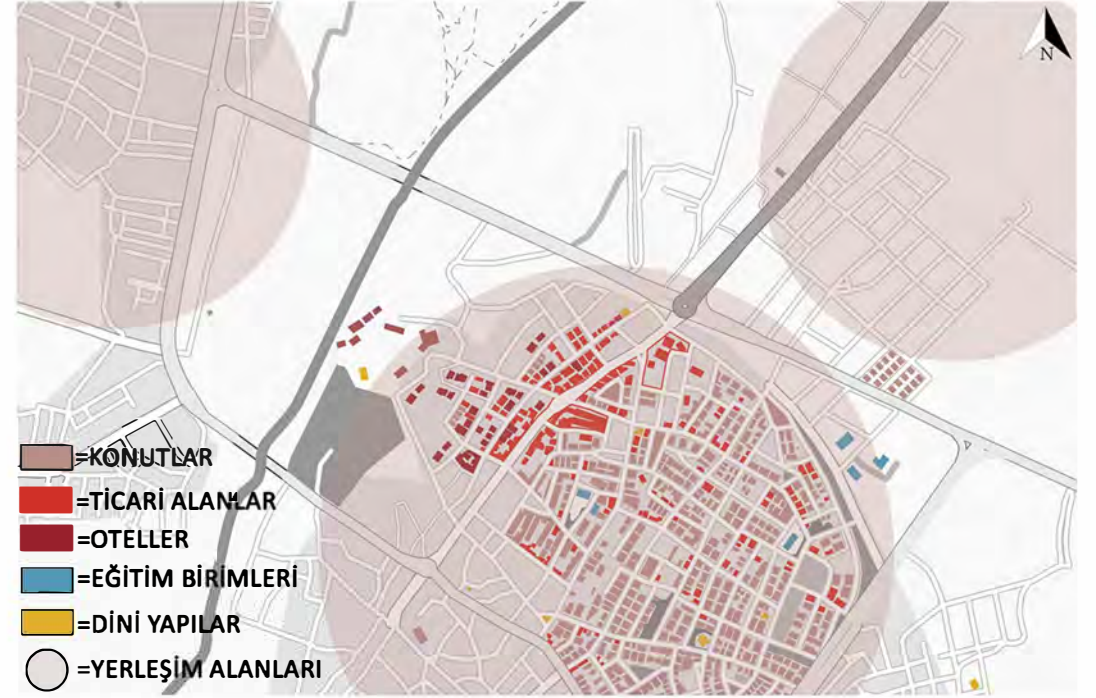 N
=KONUTLAR
=TİCARİ ALANLAR
=OTELLER
=EĞİTİM BİRİMLERİ
=DİNİ YAPILAR
=YERLEŞİM ALANLARI